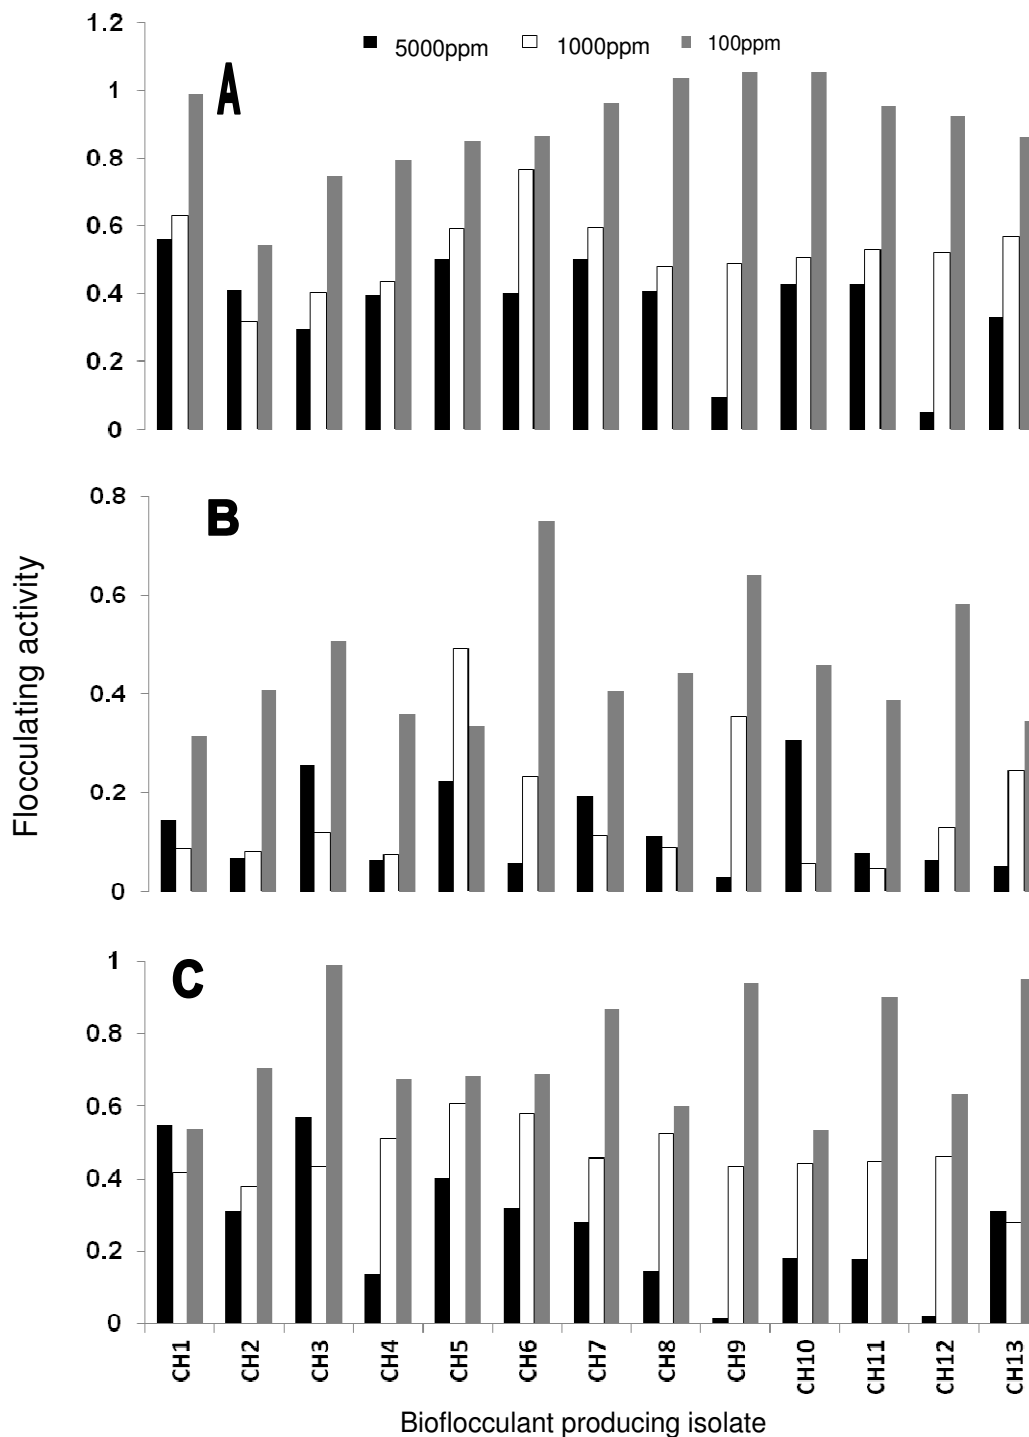 1.2
5000ppm 1000ppm 100ppm
A
1
0.8
0.6
0.4
0.2
0
0.8
B
0.6
0.4
0.2
0
Flocculating activity
1
C
0.8
0.6
0.4
0.2
0
CH1 CH2 CH3 CH4 CH5 CH6 CH7 CH8 CH9 CH10 CH11 CH12 CH13
Bioflocculant producing isolate